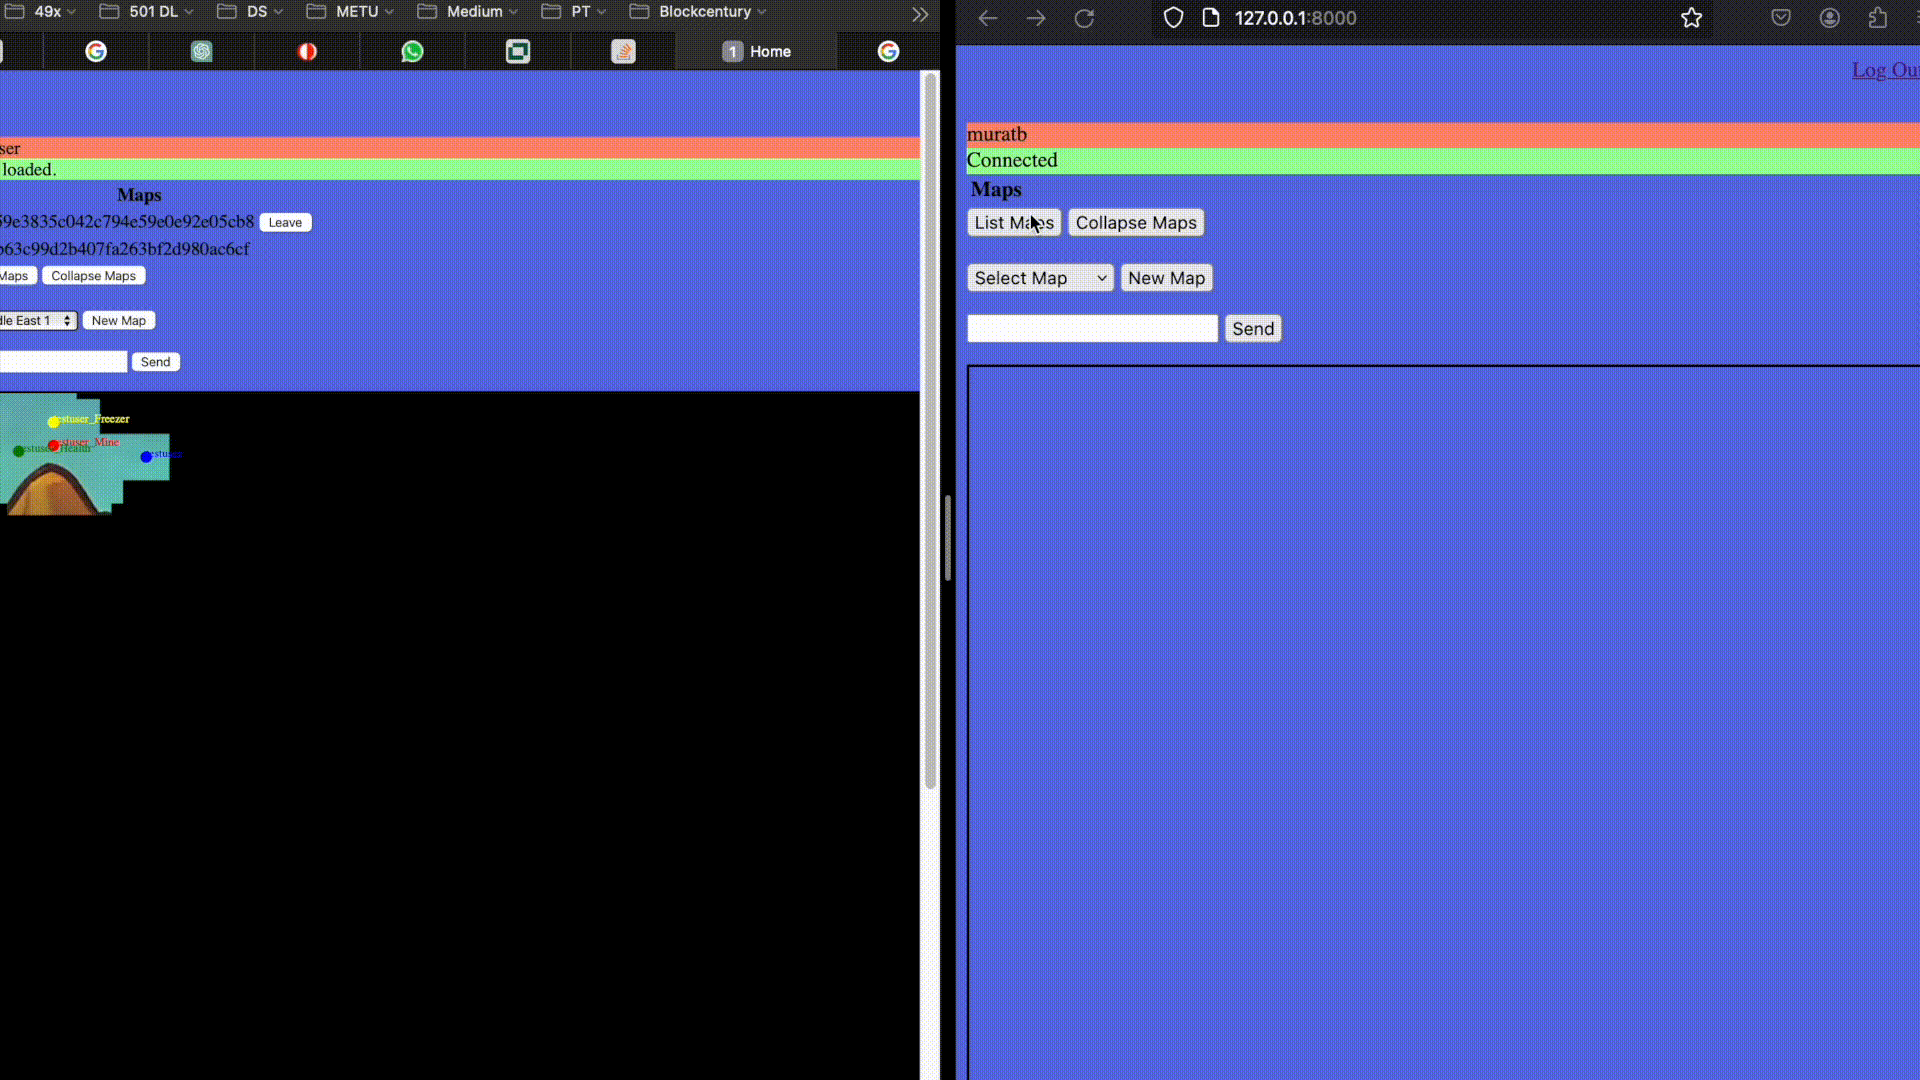 49x
501 DL
DS
METU
Medium
PT
Blockcentury
1 Home
ser
loaded.
Maps
59e3835c042c794e59e0e92e05cb8 Leave
b63c99d2b407fa263bf2d980ac6cf
Maps Collapse Maps
dle East 1 New Map
Send
estuser_Freezer
estuser_Mine
estuser_Health
estuser
127.0.0.1:8000
Log Out
muratb
Connected
Maps
List Maps Collapse Maps
Select Map New Map
Send